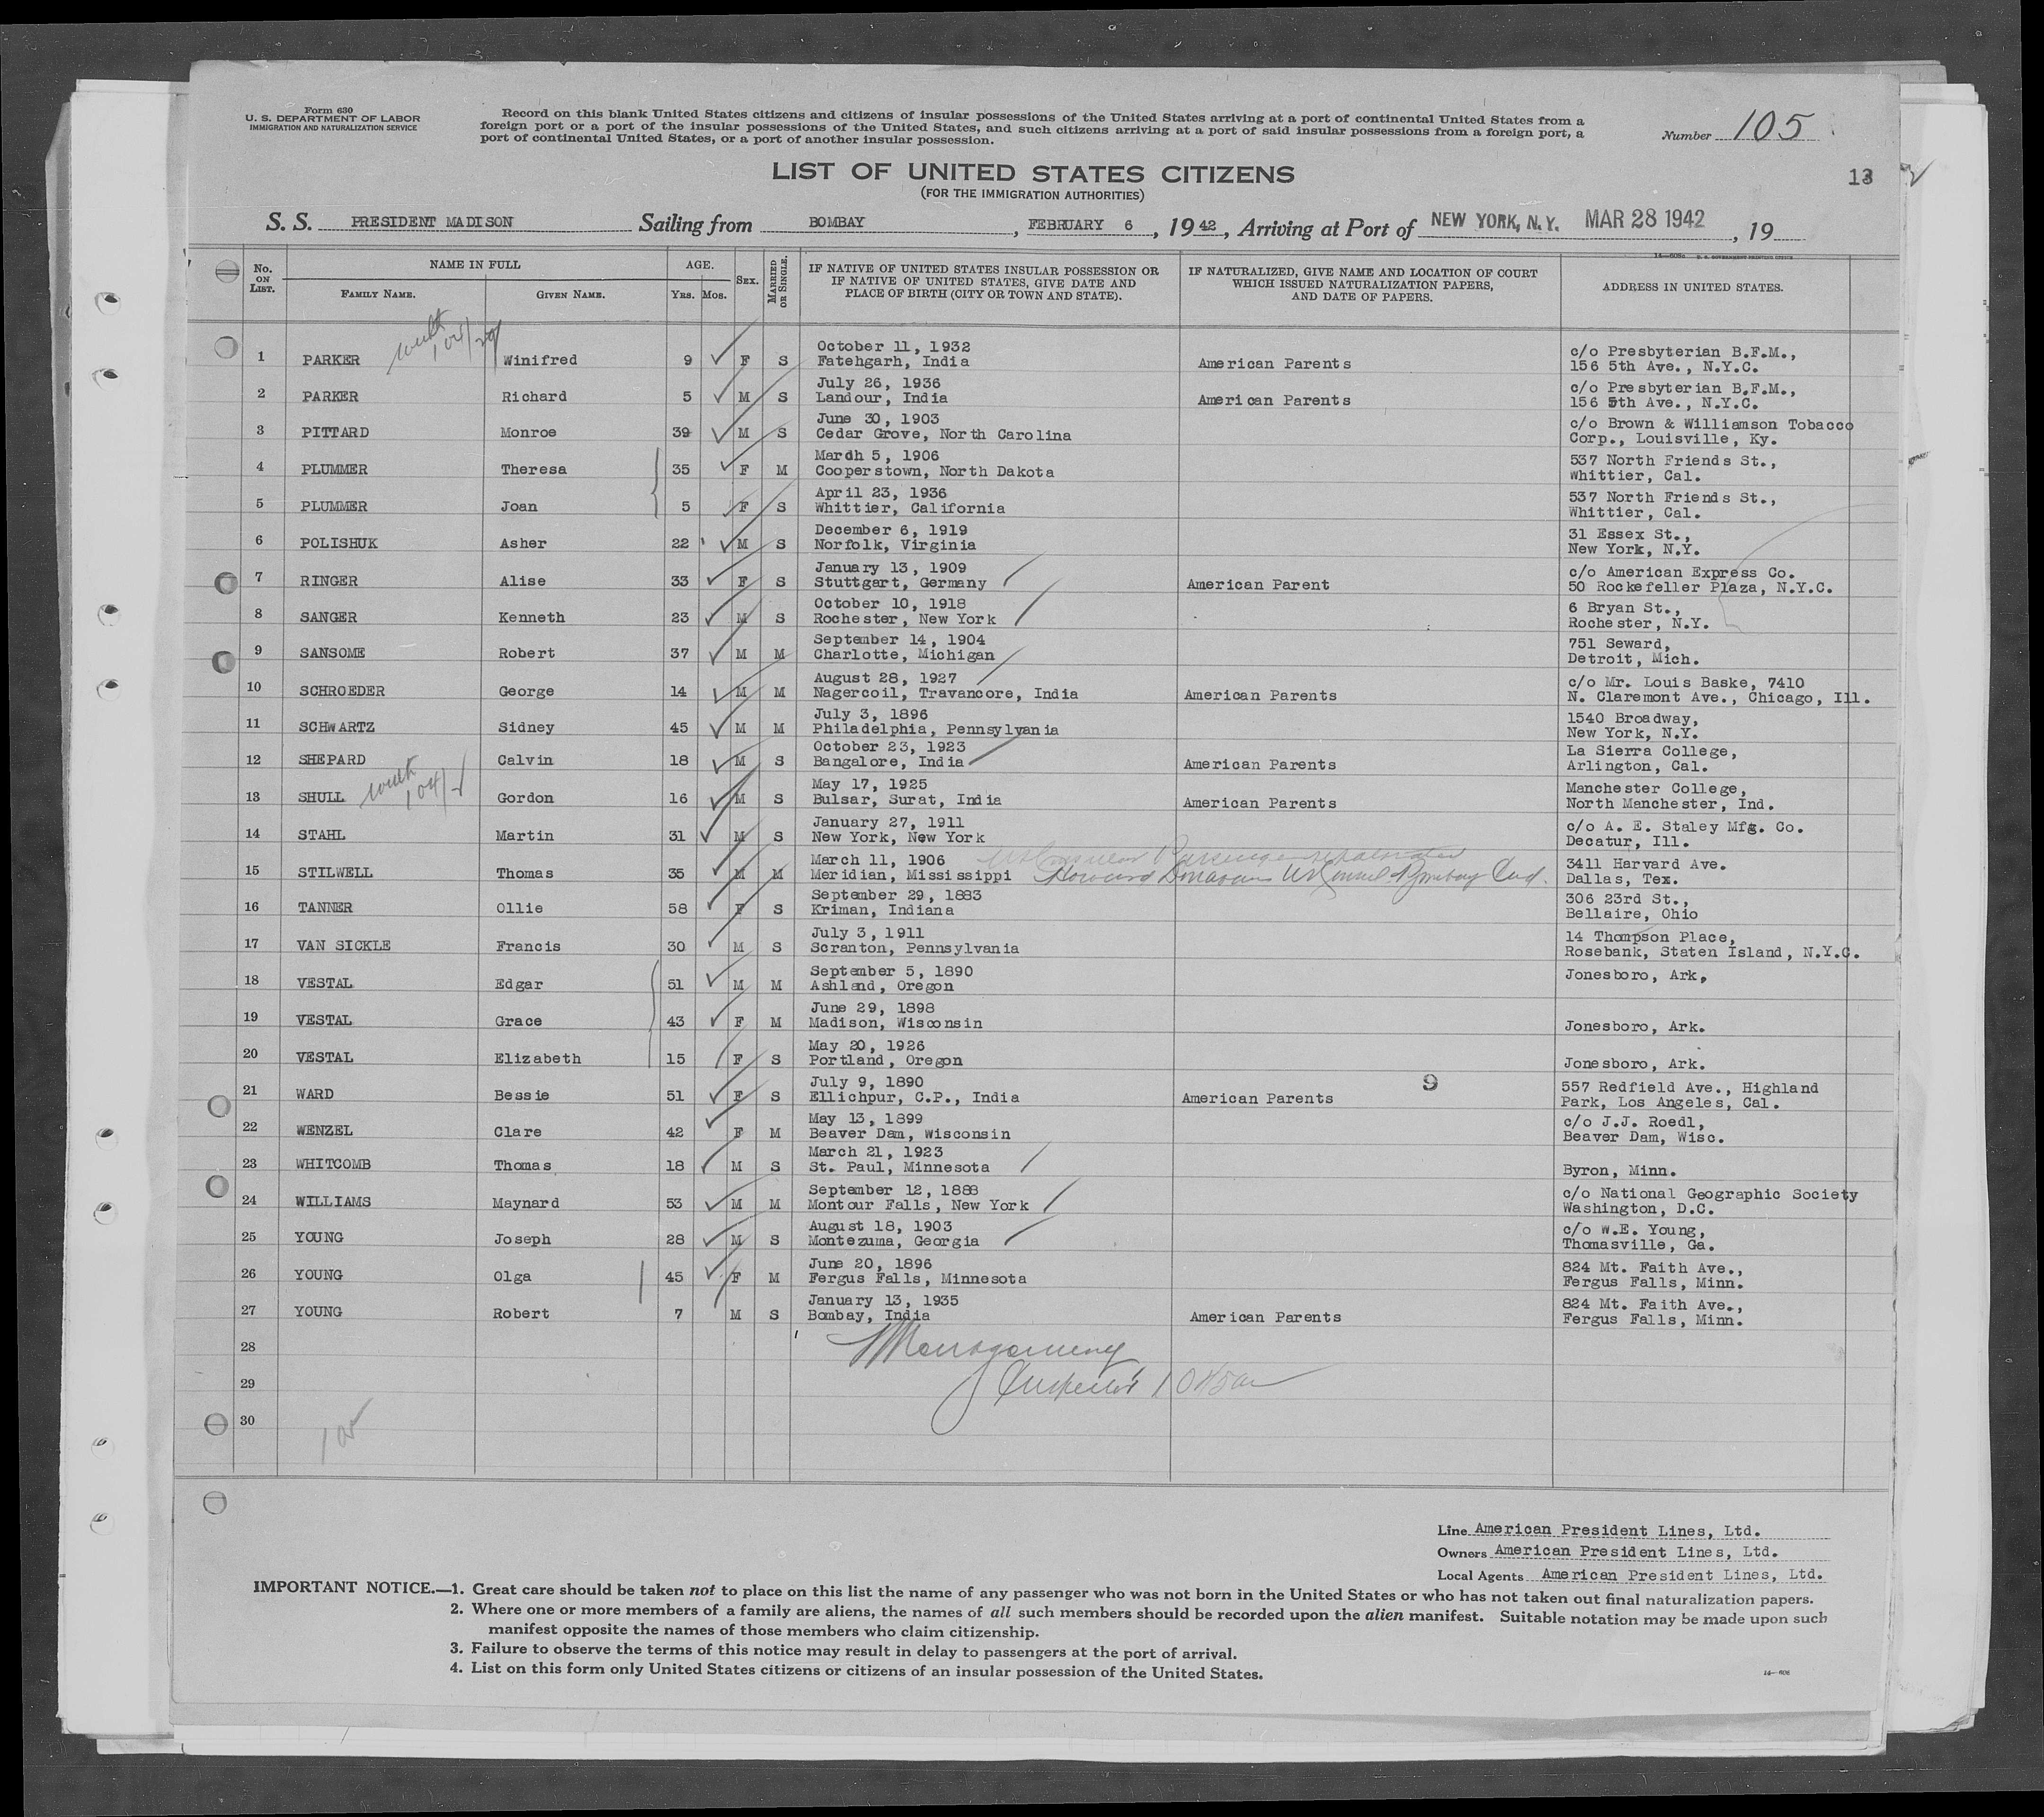 Form 630
U. S. DEPARTMENT OF LABOR
IMMIGRATION AND NATURALIZATION SERVICE
Record on this blank United States citizens and citizens of insular possessions of the United States arriving at a port of continental United States from a
foreign port or a port of the insular possessions of the United States, and such citizens arriving at a port of said insular possessions from a foreign port, a
port of continental United States, or a port of another insular possession.
Number 105
LIST OF UNITED STATES CITIZENS
(FOR THE IMMIGRATION AUTHORITIES)
13
S. S. PRESIDENT MADISON Sailing from BOMBAY, FEBRUARY 6, 1942, Arriving at Port of NEW YORK, N.Y. MAR 28 1942, 19
No. ON LIST. NAME IN FULL FAMILY NAME. GIVEN NAME. AGE. YRS. MOS. SEX. MARRIED OR SINGLE. IF NATIVE OF UNITED STATES INSULAR POSSESSION OR IF NATIVE OF UNITED STATES, GIVE DATE AND PLACE OF BIRTH (CITY OR TOWN AND STATE). IF NATURALIZED, GIVE NAME AND LOCATION OF COURT WHICH ISSUED NATURALIZATION PAPERS, AND DATE OF PAPERS. ADDRESS IN UNITED STATES.
1 PARKER Winifred 9 F S October 11, 1932 Fatehgarh, India American Parents c/o Presbyterian B.F.M., 156 5th Ave., N.Y.C.
2 PARKER Richard 5 M S July 26, 1936 Landour, India American Parents c/o Presbyterian B.F.M., 156 5th Ave., N.Y.C.
3 PITTARD Monroe 39 M S June 30, 1903 Cedar Grove, North Carolina c/o Brown & Williamson Tobacco Corp., Louisville, Ky.
4 PLUMMER Theresa 35 F M Mardh 5, 1906 Cooperstown, North Dakota 537 North Friends St., Whittier, Cal.
5 PLUMMER Joan 5 F S April 23, 1936 Whittier, California 537 North Friends St., Whittier, Cal.
6 POLISHUK Asher 22 M S December 6, 1919 Norfolk, Virginia 31 Essex St., New York, N.Y.
7 RINGER Alise 33 F S January 13, 1909 Stuttgart, Germany American Parent c/o American Express Co. 50 Rockefeller Plaza, N.Y.C.
8 SANGER Kenneth 23 M S October 10, 1918 Rochester, New York 6 Bryan St., Rochester, N.Y.
9 SANSOME Robert 37 M M September 14, 1904 Charlotte, Michigan 751 Seward, Detroit, Mich.
10 SCHROEDER George 14 M M August 28, 1927 Nagercoil, Travancore, India American Parents c/o Mr. Louis Baske, 7410 N. Claremont Ave., Chicago, Ill.
11 SCHWARTZ Sidney 45 M M July 3, 1896 Philadelphia, Pennsylvania 1540 Broadway, New York, N.Y.
12 SHEPARD Calvin 18 M S October 23, 1923 Bangalore, India American Parents La Sierra College, Arlington, Cal.
13 SHULL Gordon 16 M S May 17, 1925 Bulsar, Surat, India American Parents Manchester College, North Manchester, Ind.
14 STAHL Martin 31 M S January 27, 1911 New York, New York c/o A. E. Staley Mfg. Co. Decatur, Ill.
15 STILWELL Thomas 35 M M March 11, 1906 Meridian, Mississippi 3411 Harvard Ave. Dallas, Tex.
16 TANNER Ollie 58 F S September 29, 1883 Kriman, Indiana 306 23rd St., Bellaire, Ohio
17 VAN SICKLE Francis 30 M S July 3, 1911 Scranton, Pennsylvania 14 Thompson Place, Rosebank, Staten Island, N.Y.C.
18 VESTAL Edgar 51 M M September 5, 1890 Ashland, Oregon Jonesboro, Ark,
19 VESTAL Grace 43 F M June 29, 1898 Madison, Wisconsin Jonesboro, Ark.
20 VESTAL Elizabeth 15 F S May 20, 1926 Portland, Oregon Jonesboro, Ark.
21 WARD Bessie 51 F S July 9, 1890 Ellichpur, C.P., India American Parents 9 557 Redfield Ave., Highland Park, Los Angeles, Cal.
22 WENZEL Clare 42 F M May 13, 1899 Beaver Dam, Wisconsin c/o J.J. Roedl, Beaver Dam, Wisc.
23 WHITCOMB Thomas 18 M S March 21, 1923 St. Paul, Minnesota Byron, Minn.
24 WILLIAMS Maynard 53 M M September 12, 1888 Montour Falls, New York c/o National Geographic Society Washington, D.C.
25 YOUNG Joseph 28 M S August 18, 1903 Montezuma, Georgia c/o W.E. Young, Thomasville, Ga.
26 YOUNG Olga 45 F M June 20, 1896 Fergus Falls, Minnesota 824 Mt. Faith Ave., Fergus Falls, Minn.
27 YOUNG Robert 7 M S January 13, 1935 Bombay, India American Parents 824 Mt. Faith Ave., Fergus Falls, Minn.
28 Montgomery
29 Inspector
30
105
Line American President Lines, Ltd.
Owners American President Lines, Ltd.
Local Agents American President Lines, Ltd.
IMPORTANT NOTICE.—1. Great care should be taken not to place on this list the name of any passenger who was not born in the United States or who has not taken out final naturalization papers.
2. Where one or more members of a family are aliens, the names of all such members should be recorded upon the alien manifest. Suitable notation may be made upon such
manifest opposite the names of those members who claim citizenship.
3. Failure to observe the terms of this notice may result in delay to passengers at the port of arrival.
4. List on this form only United States citizens or citizens of an insular possession of the United States.